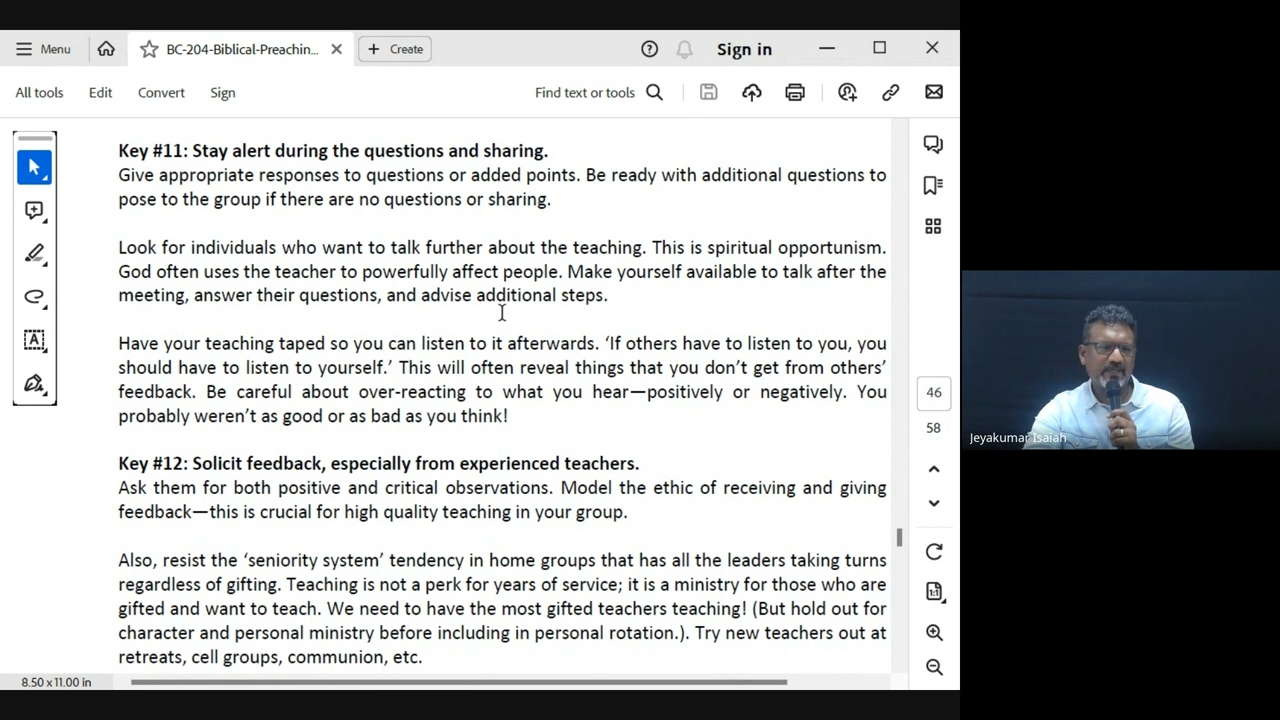 Menu
BC-204-Biblical-Preachin...
Create
Sign in
All tools
Edit
Convert
Sign
Find text or tools
Key #11: Stay alert during the questions and sharing.
Give appropriate responses to questions or added points. Be ready with additional questions to
pose to the group if there are no questions or sharing.
Look for individuals who want to talk further about the teaching. This is spiritual opportunism.
God often uses the teacher to powerfully affect people. Make yourself available to talk after the
meeting, answer their questions, and advise additional steps.
Have your teaching taped so you can listen to it afterwards. ‘If others have to listen to you, you
should have to listen to yourself.’ This will often reveal things that you don’t get from others’
feedback. Be careful about over-reacting to what you hear—positively or negatively. You
probably weren’t as good or as bad as you think!
Key #12: Solicit feedback, especially from experienced teachers.
Ask them for both positive and critical observations. Model the ethic of receiving and giving
feedback—this is crucial for high quality teaching in your group.
Also, resist the ‘seniority system’ tendency in home groups that has all the leaders taking turns
regardless of gifting. Teaching is not a perk for years of service; it is a ministry for those who are
gifted and want to teach. We need to have the most gifted teachers teaching! (But hold out for
character and personal ministry before including in personal rotation.). Try new teachers out at
retreats, cell groups, communion, etc.
46
58
8.50 x 11.00 in
Jeyakumar Isaiah